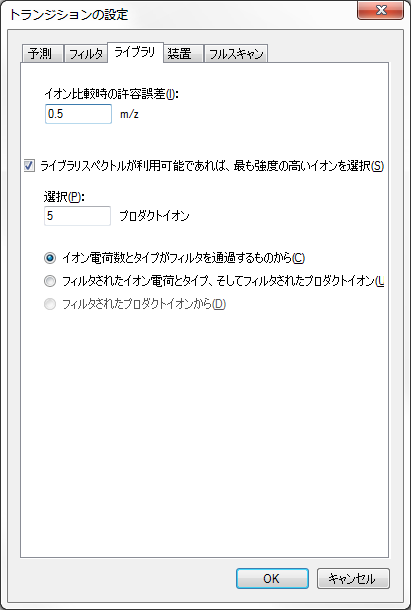 トランジションの設定
予測 フィルタ ライブラリ 装置 フルスキャン
イオン比較時の許容誤差(I):
0.5 m/z
ライブラリスペクトルが利用可能であれば、最も強度の高いイオンを選択(S)
選択(P):
5 プロダクトイオン
イオン電荷数とタイプがフィルタを通過するものから(C)
フィルタされたイオン電荷とタイプ、そしてフィルタされたプロダクトイオン(L
フィルタされたプロダクトイオンから(D)
OK キャンセル